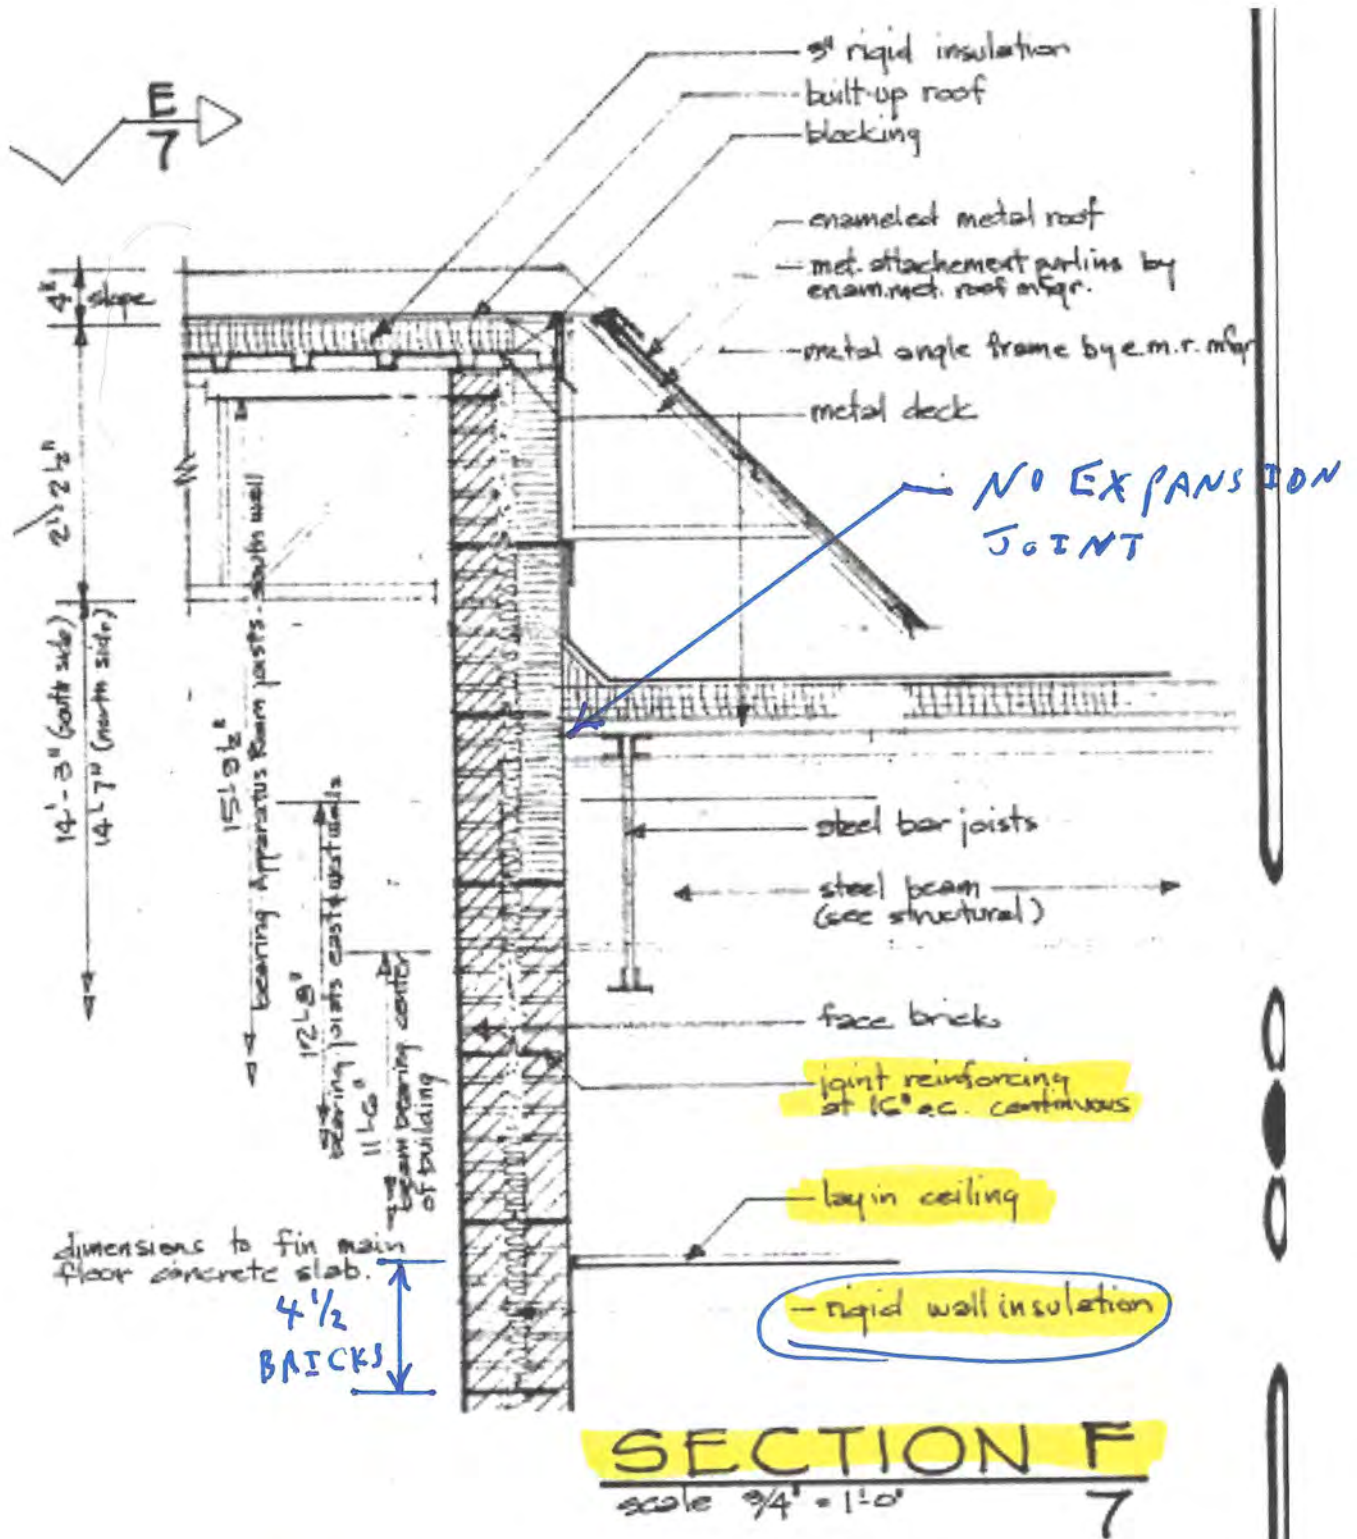 3" rigid insulation
built-up roof
blocking
E
7
enameled metal roof
met. attachement purlins by
enam.met. roof mfgr.
metal angle frame by e.m.r. mfgr
metal deck
NO EXPANSION
JOINT
4" slope
2'-2½"
14'-3" (south side)
14'-7" (north side)
15'-9½"
bearing Apparatus Room joists - south wall
12'-8"
bearing joists east & west walls
11'-6"
beam bearing center
of building
steel bar joists
steel beam
(see structural)
face bricks
joint reinforcing
at 16" o.c. continuous
lay in ceiling
rigid wall insulation
dimensions to fin main
floor concrete slab.
4 1/2
BRICKS
SECTION F
scale 3/4" = 1'-0"
7